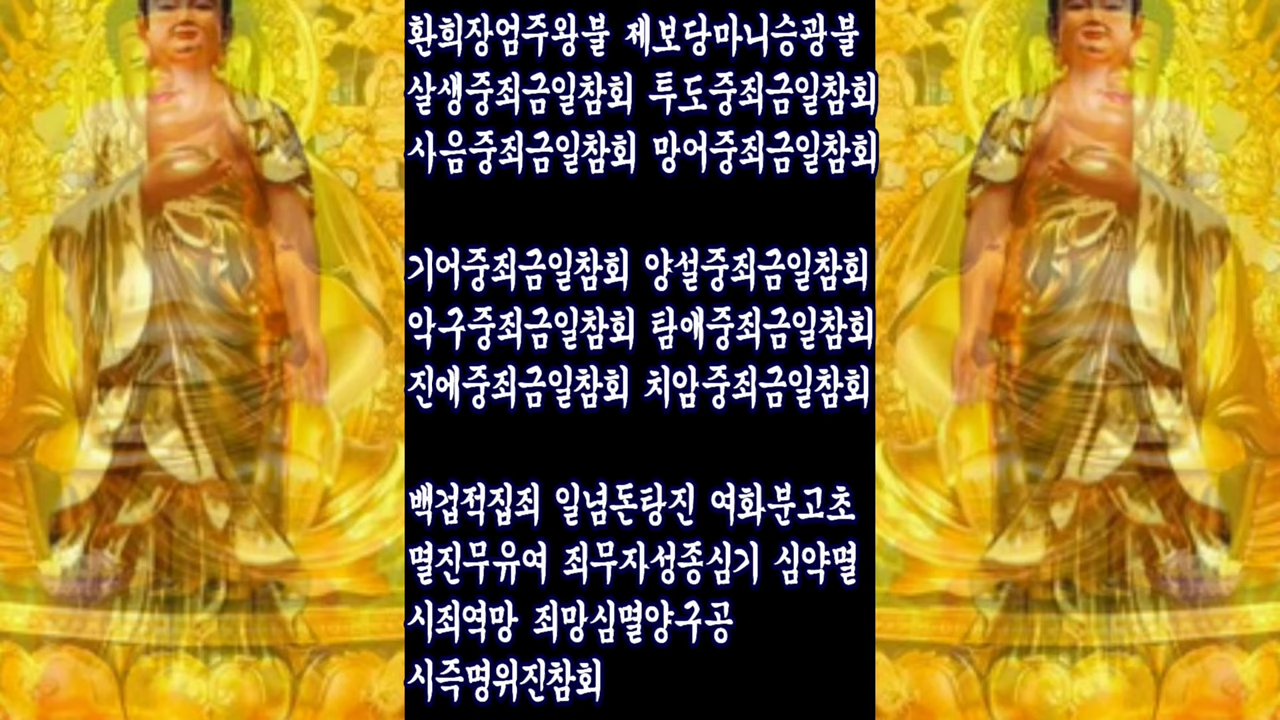 환희장엄주왕불 제보당마니승광불
살생중죄금일참회 투도중죄금일참회
사음중죄금일참회 망어중죄금일참회
기어중죄금일참회 양설중죄금일참회
악구중죄금일참회 탐애중죄금일참회
진에중죄금일참회 치암중죄금일참회
백겁적집죄 일념돈탕진 여화분고초
멸진무유여 죄무자성종심기 심약멸
시죄역망 죄망심멸양구공
시즉명위진참회